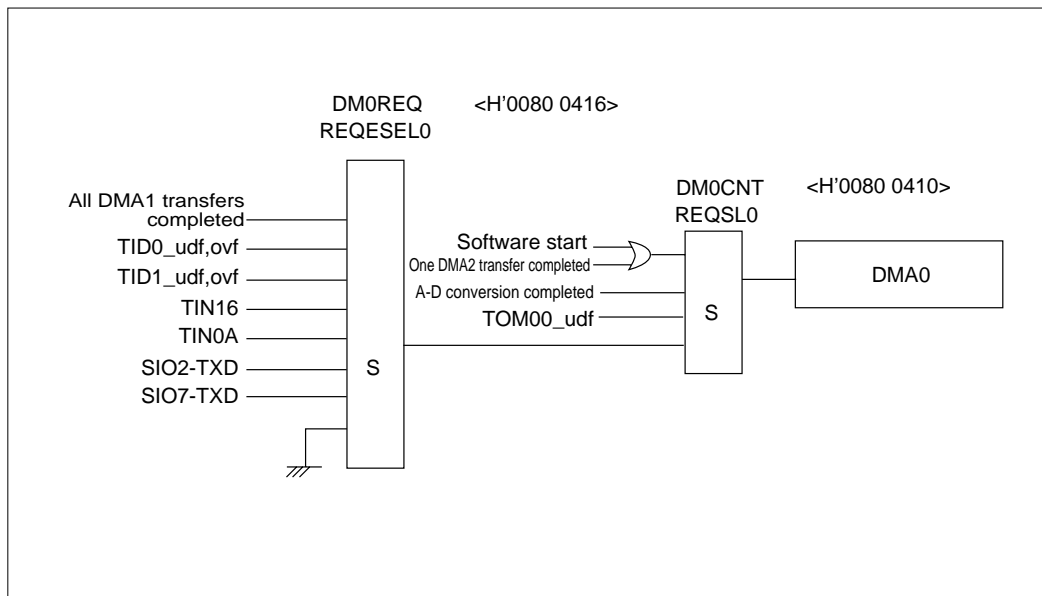 DM0REQ <H'0080 0416>
REQESEL0
All DMA1 transfers
completed
TID0_udf,ovf
TID1_udf,ovf
TIN16
TIN0A
SIO2-TXD
SIO7-TXD
S
DM0CNT <H'0080 0410>
REQSL0
Software start
One DMA2 transfer completed
A-D conversion completed
TOM00_udf
S
DMA0